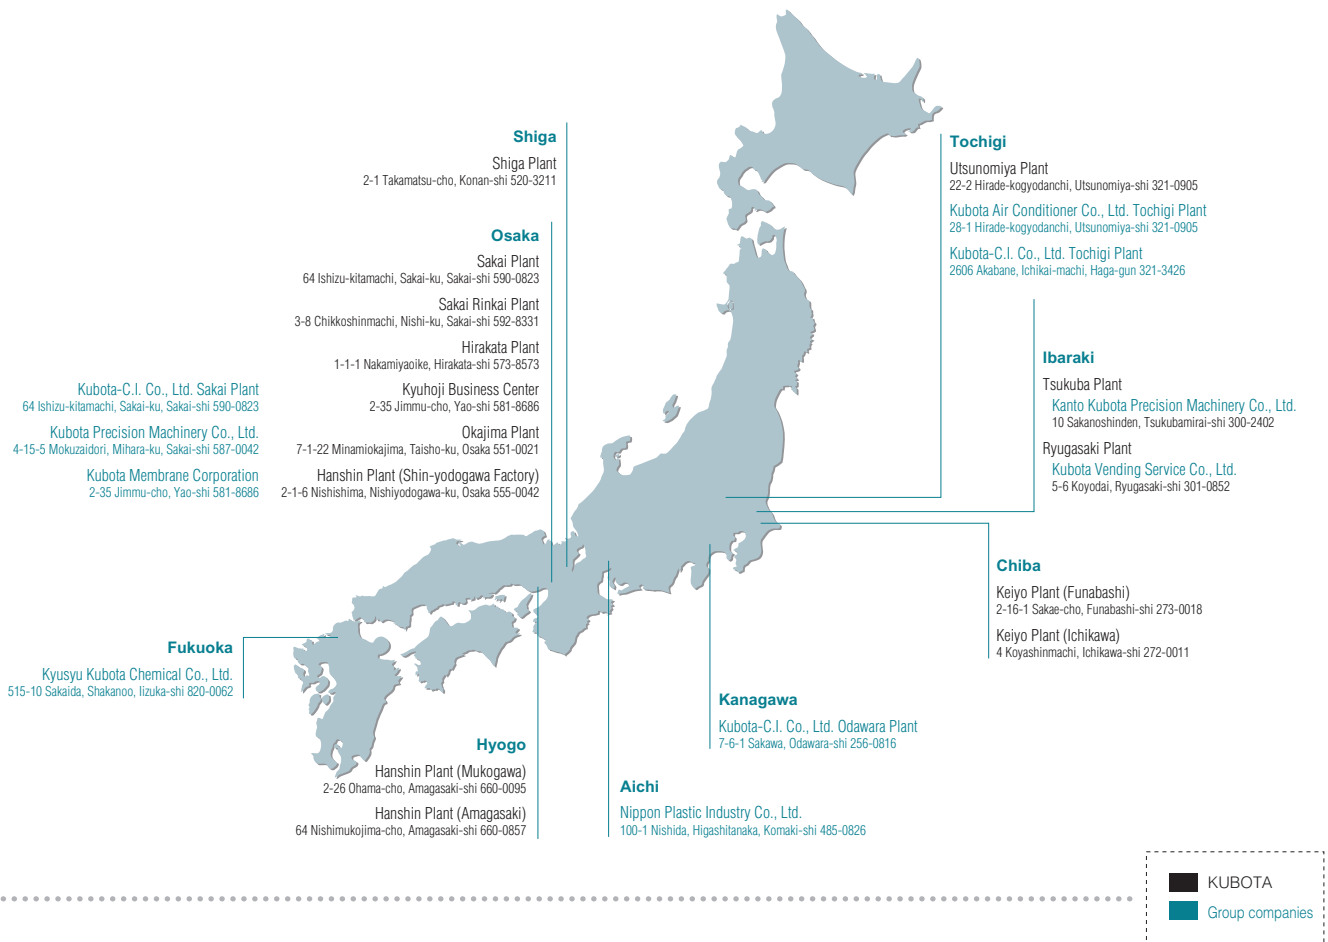 Shiga
Shiga Plant
2-1 Takamatsu-cho, Konan-shi 520-3211
Osaka
Sakai Plant
64 Ishizu-kitamachi, Sakai-ku, Sakai-shi 590-0823
Sakai Rinkai Plant
3-8 Chikkoshinmachi, Nishi-ku, Sakai-shi 592-8331
Hirakata Plant
1-1-1 Nakamiyaoike, Hirakata-shi 573-8573
Kyuhoji Business Center
2-35 Jimmu-cho, Yao-shi 581-8686
Okajima Plant
7-1-22 Minamiokajima, Taisho-ku, Osaka 551-0021
Hanshin Plant (Shin-yodogawa Factory)
2-1-6 Nishishima, Nishiyodogawa-ku, Osaka 555-0042
Kubota-C.I. Co., Ltd. Sakai Plant
64 Ishizu-kitamachi, Sakai-ku, Sakai-shi 590-0823
Kubota Precision Machinery Co., Ltd.
4-15-5 Mokuzaidori, Mihara-ku, Sakai-shi 587-0042
Kubota Membrane Corporation
2-35 Jimmu-cho, Yao-shi 581-8686
Fukuoka
Kyusyu Kubota Chemical Co., Ltd.
515-10 Sakaida, Shakanoo, Iizuka-shi 820-0062
Hyogo
Hanshin Plant (Mukogawa)
2-26 Ohama-cho, Amagasaki-shi 660-0095
Hanshin Plant (Amagasaki)
64 Nishimukojima-cho, Amagasaki-shi 660-0857
Aichi
Nippon Plastic Industry Co., Ltd.
100-1 Nishida, Higashitanaka, Komaki-shi 485-0826
Kanagawa
Kubota-C.I. Co., Ltd. Odawara Plant
7-6-1 Sakawa, Odawara-shi 256-0816
Tochigi
Utsunomiya Plant
22-2 Hirade-kogyodanchi, Utsunomiya-shi 321-0905
Kubota Air Conditioner Co., Ltd. Tochigi Plant
28-1 Hirade-kogyodanchi, Utsunomiya-shi 321-0905
Kubota-C.I. Co., Ltd. Tochigi Plant
2606 Akabane, Ichikai-machi, Haga-gun 321-3426
Ibaraki
Tsukuba Plant
Kanto Kubota Precision Machinery Co., Ltd.
10 Sakanoshinden, Tsukubamirai-shi 300-2402
Ryugasaki Plant
Kubota Vending Service Co., Ltd.
5-6 Koyodai, Ryugasaki-shi 301-0852
Chiba
Keiyo Plant (Funabashi)
2-16-1 Sakae-cho, Funabashi-shi 273-0018
Keiyo Plant (Ichikawa)
4 Koyashinmachi, Ichikawa-shi 272-0011
KUBOTA
Group companies